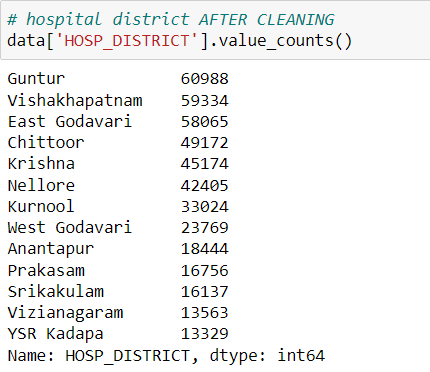 # hospital district AFTER CLEANING
data['HOSP_DISTRICT'].value_counts()
Guntur 60988
Vishakhapatnam 59334
East Godavari 58065
Chittoor 49172
Krishna 45174
Nellore 42405
Kurnool 33024
West Godavari 23769
Anantapur 18444
Prakasam 16756
Srikakulam 16137
Vizianagaram 13563
YSR Kadapa 13329
Name: HOSP_DISTRICT, dtype: int64